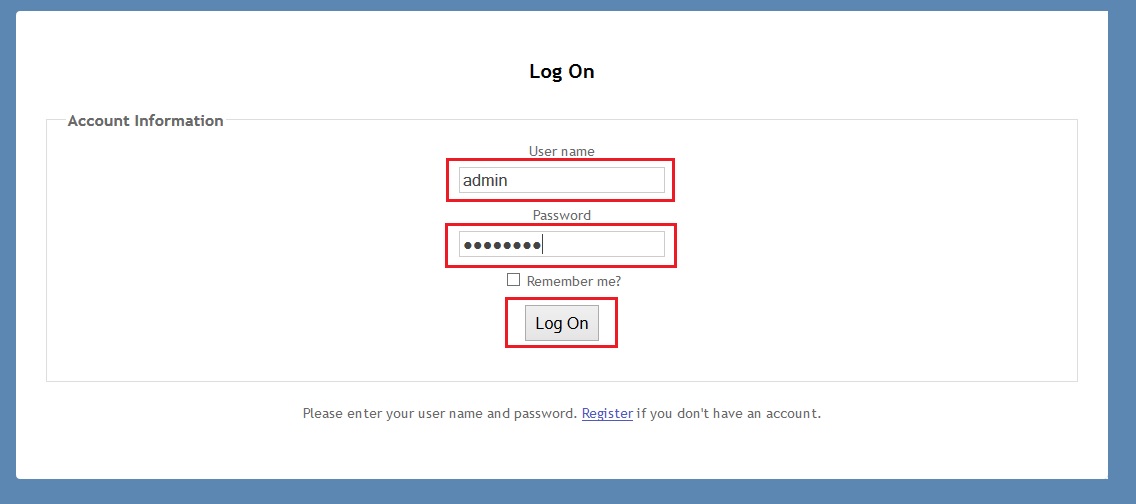 Log On
Account Information
User name
admin
Password
●●●●●●●●
Remember me?
Log On
Please enter your user name and password. Register if you don't have an account.